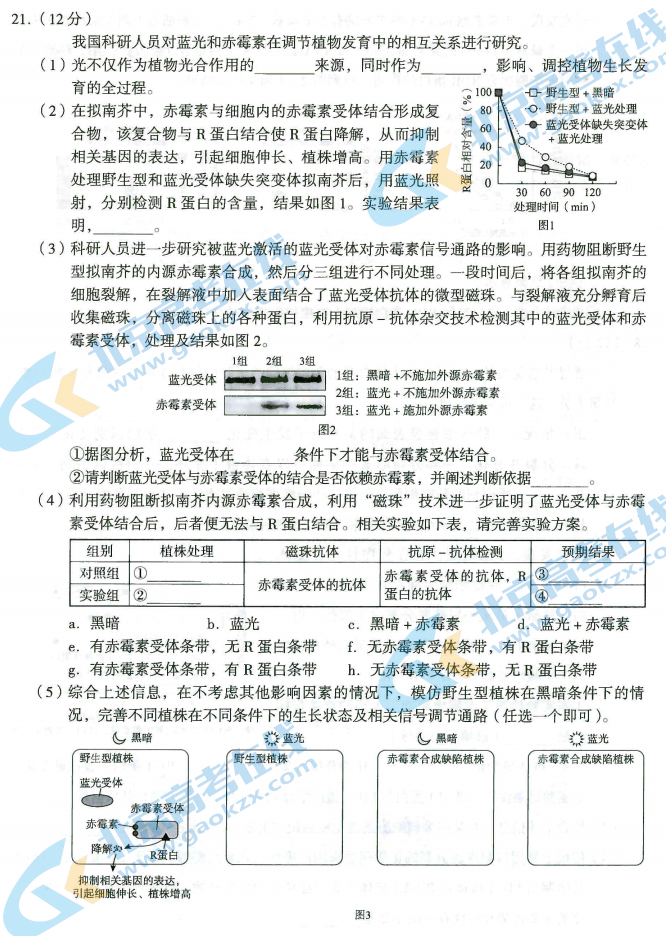 21.（12分）
我国科研人员对蓝光和赤霉素在调节植物发育中的相互关系进行研究。
（1）光不仅作为植物光合作用的________来源，同时作为________，影响、调控植物生长发
育的全过程。
（2）在拟南芥中，赤霉素与细胞内的赤霉素受体结合形成复
合物，该复合物与R蛋白结合使R蛋白降解，从而抑制
相关基因的表达，引起细胞伸长、植株增高。用赤霉素
处理野生型和蓝光受体缺失突变体拟南芥后，用蓝光照
射，分别检测R蛋白的含量，结果如图1。实验结果表
明，________。
R蛋白相对含量（%）
100
80
60
40
20
0
30 60 90 120
处理时间（min）
野生型+黑暗
野生型+蓝光处理
蓝光受体缺失突变体
+蓝光处理
图1
（3）科研人员进一步研究被蓝光激活的蓝光受体对赤霉素信号通路的影响。用药物阻断野生
型拟南芥的内源赤霉素合成，然后分三组进行不同处理。一段时间后，将各组拟南芥的
细胞裂解，在裂解液中加入表面结合了蓝光受体抗体的微型磁珠。与裂解液充分孵育后
收集磁珠，分离磁珠上的各种蛋白，利用抗原-抗体杂交技术检测其中的蓝光受体和赤
霉素受体，处理及结果如图2。
1组 2组 3组
蓝光受体
赤霉素受体
1组：黑暗+不施加外源赤霉素
2组：蓝光+不施加外源赤霉素
3组：蓝光+施加外源赤霉素
图2
①据图分析，蓝光受体在________条件下才能与赤霉素受体结合。
②请判断蓝光受体与赤霉素受体的结合是否依赖赤霉素，并阐述判断依据________。
（4）利用药物阻断拟南芥内源赤霉素合成，利用“磁珠”技术进一步证明了蓝光受体与赤霉
素受体结合后，后者便无法与R蛋白结合。相关实验如下表，请完善实验方案。
组别 植株处理 磁珠抗体 抗原-抗体检测 预期结果
对照组 ①________ 赤霉素受体的抗体 赤霉素受体的抗体，R ③________
实验组 ②________ 蛋白的抗体 ④________
a. 黑暗 b. 蓝光 c. 黑暗+赤霉素 d. 蓝光+赤霉素
e. 有赤霉素受体条带，无R蛋白条带 f. 无赤霉素受体条带，有R蛋白条带
g. 有赤霉素受体条带，有R蛋白条带 h. 无赤霉素受体条带，无R蛋白条带
（5）综合上述信息，在不考虑其他影响因素的情况下，模仿野生型植株在黑暗条件下的情
况，完善不同植株在不同条件下的生长状态及相关信号调节通路（任选一个即可）。
黑暗 蓝光 黑暗 蓝光
野生型植株 野生型植株 赤霉素合成缺陷植株 赤霉素合成缺陷植株
蓝光受体
赤霉素受体
赤霉素
降解
R蛋白
抑制相关基因的表达，
引起细胞伸长、植株增高
图3
北京高考在线
www.gaokzx.com